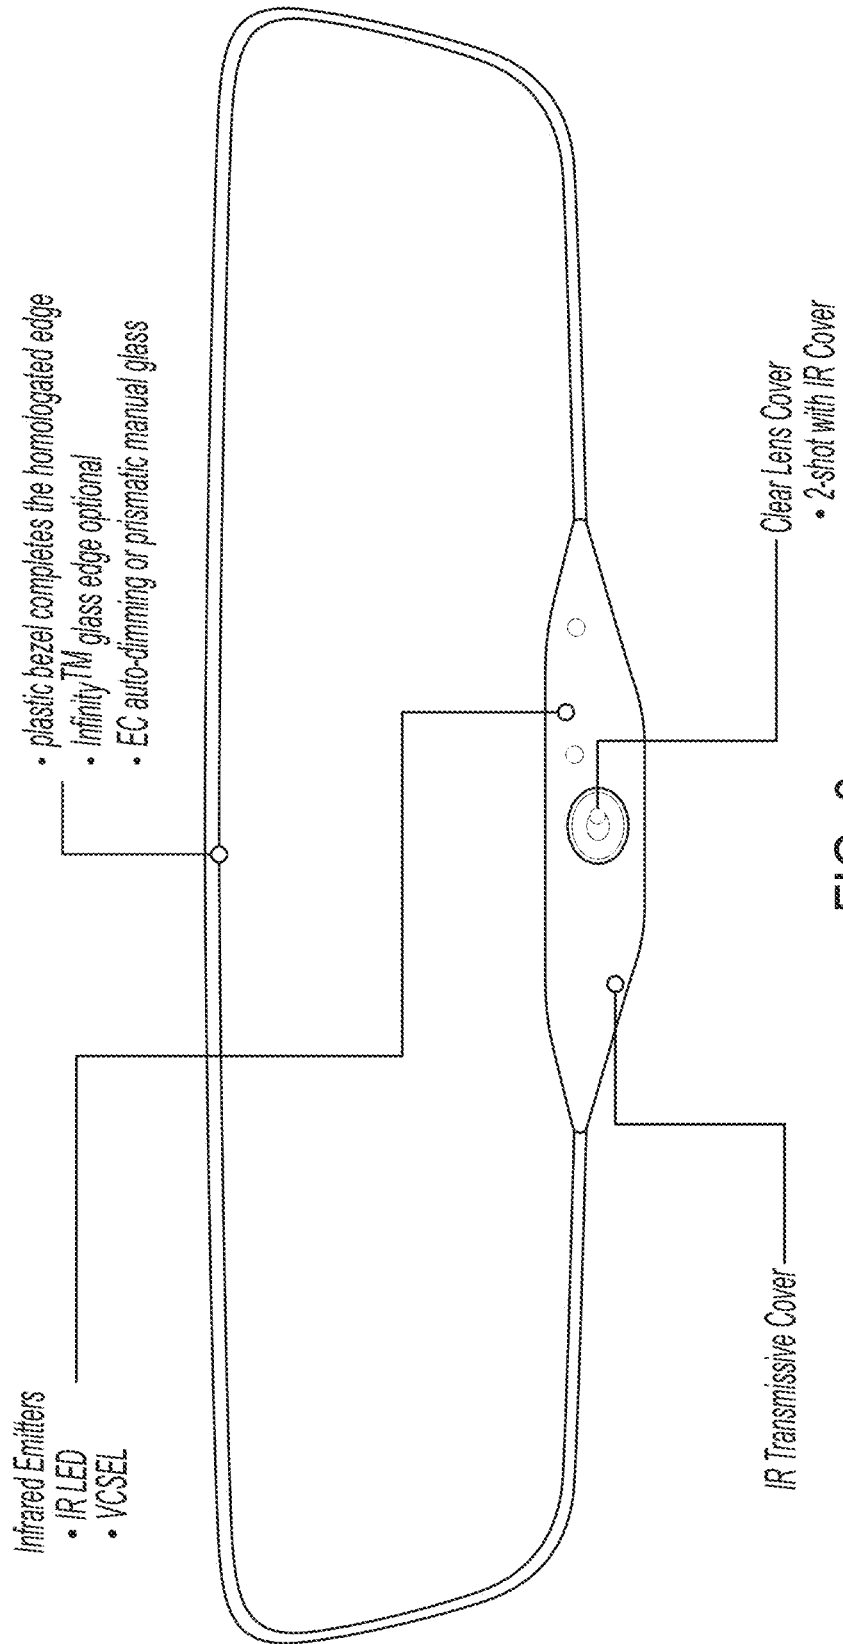 Infrared Emitters
• IR LED
• VCSEL
• plastic bezel completes the homologated edge
• Infinity™ glass edge optional
• EC auto-dimming or prismatic manual glass
IR Transmissive Cover
Clear Lens Cover
• 2-shot with IR Cover
FIG.